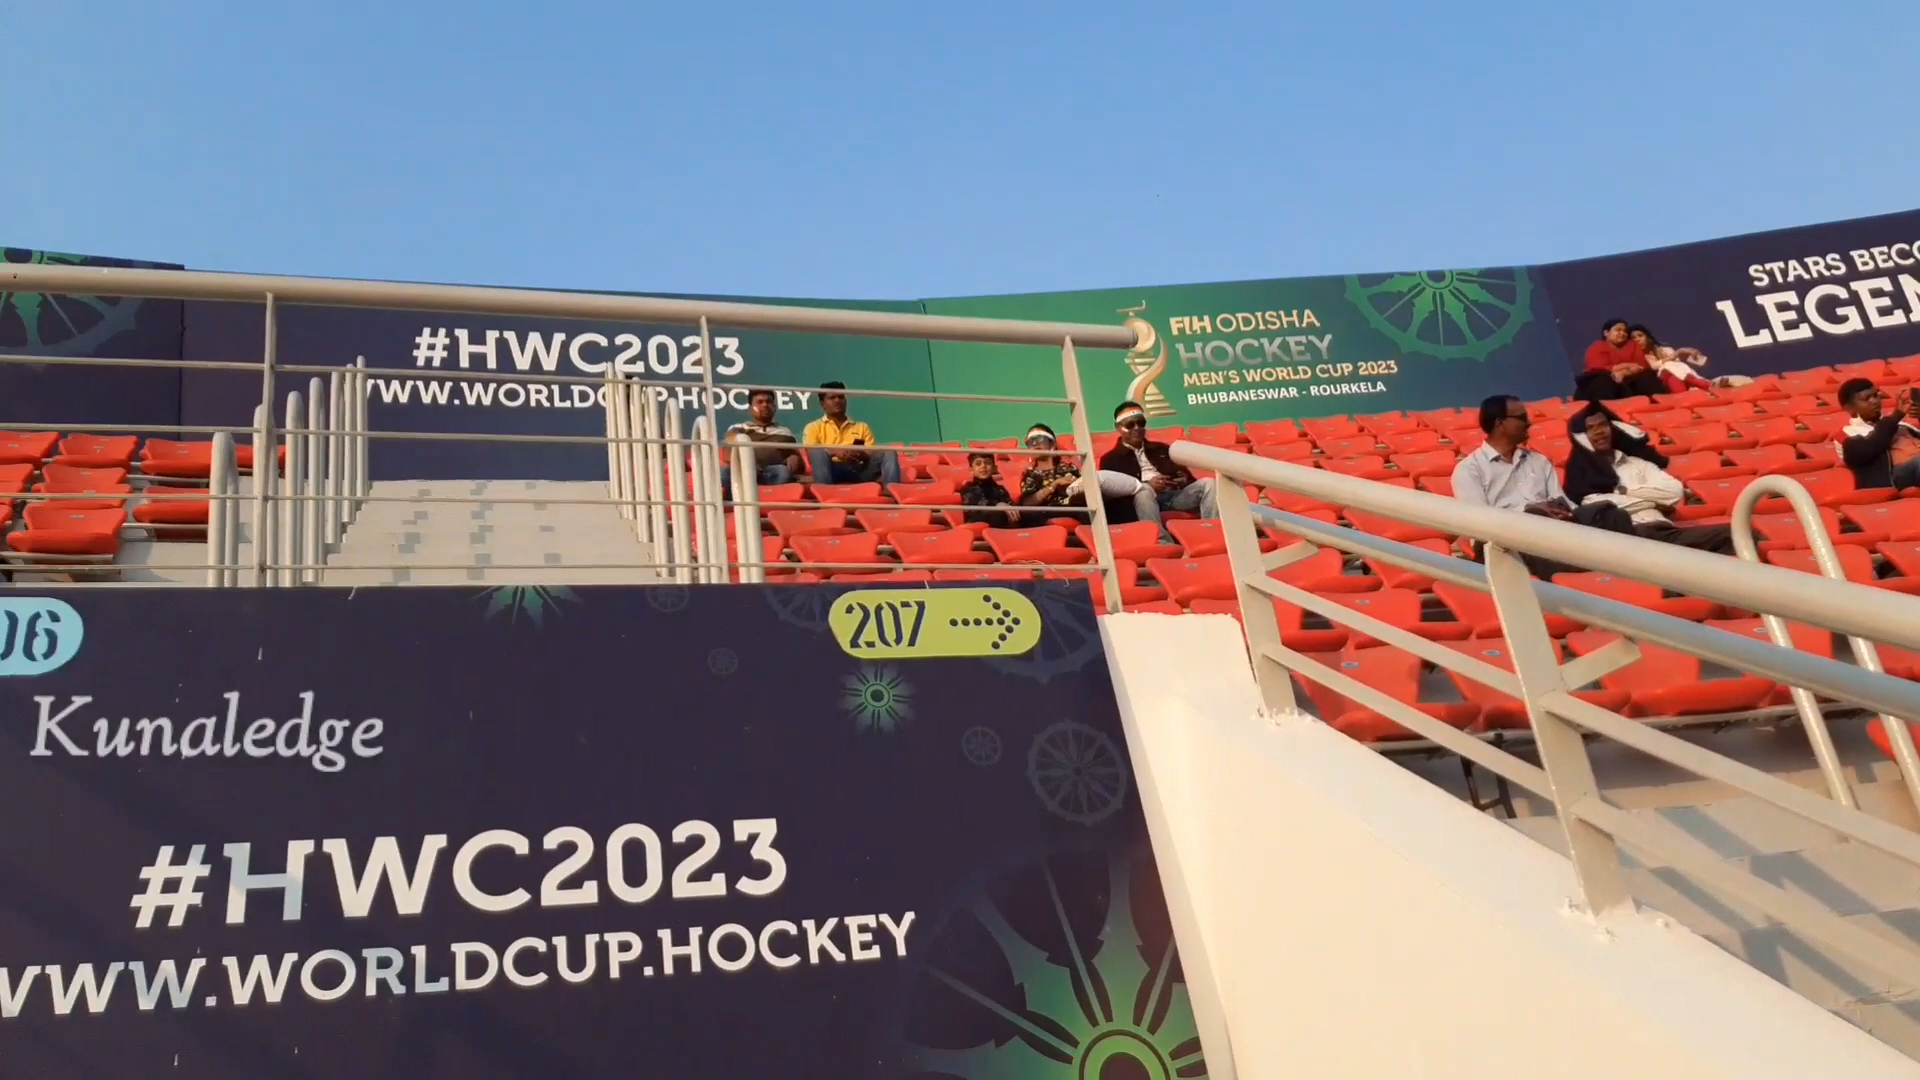 #HWC2023
WWW.WORLDCUP.HOCKEY
FIH ODISHA
HOCKEY
MEN'S WORLD CUP 2023
BHUBANESWAR - ROURKELA
STARS
LEGEN
06
207
Kunaledge
#HWC2023
WWW.WORLDCUP.HOCKEY